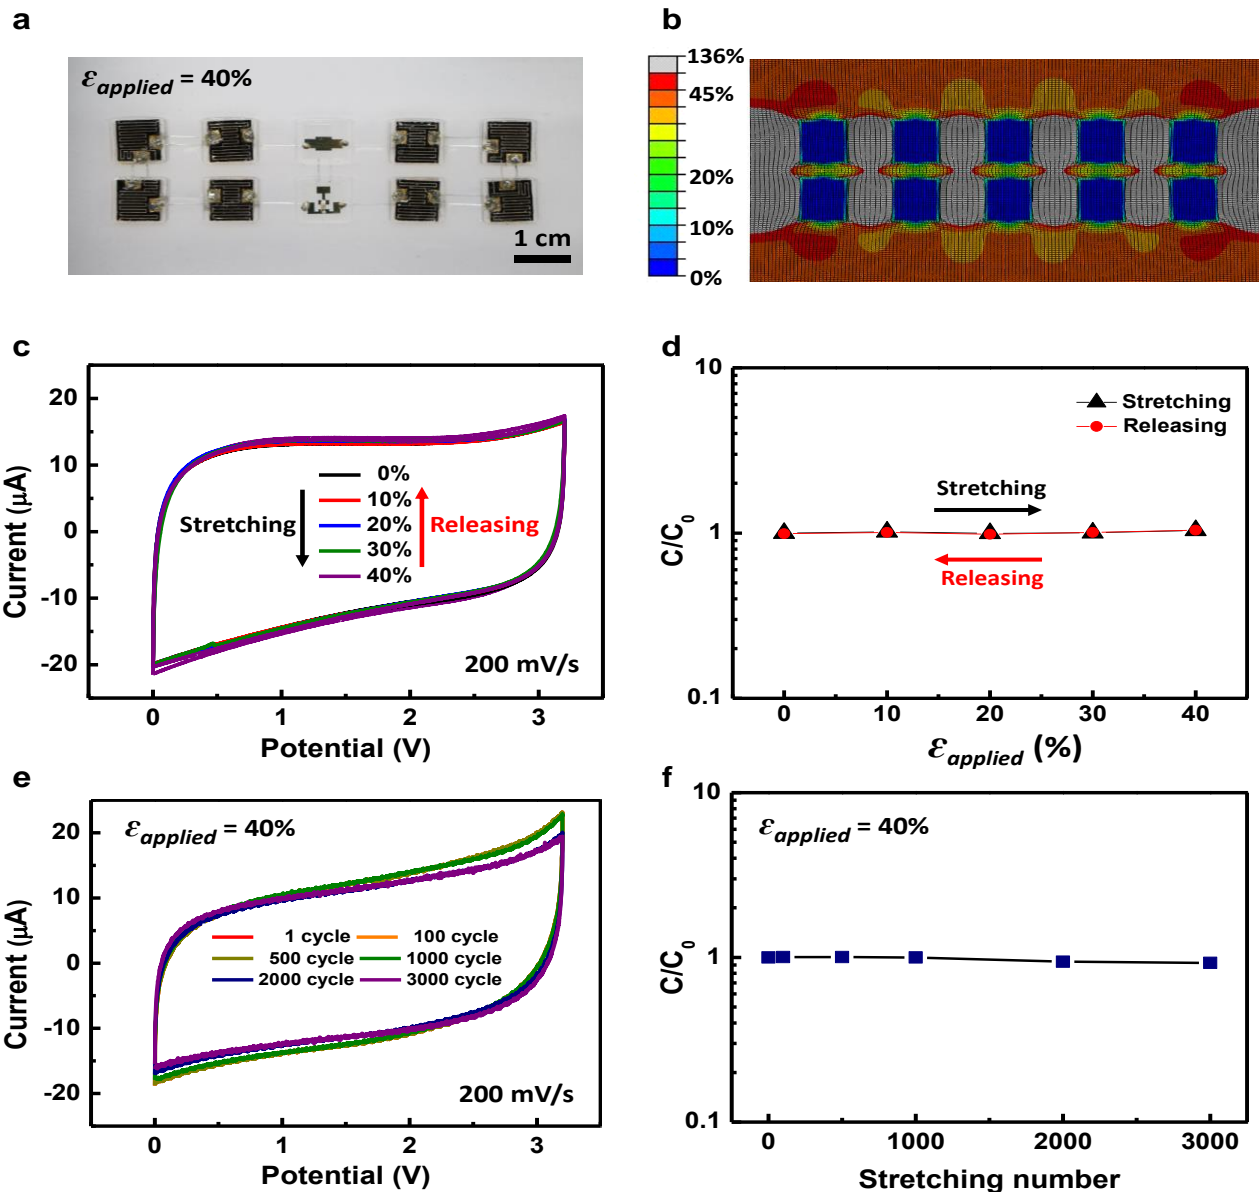 a
ε applied = 40%
1 cm
b
136%
45%
20%
10%
0%
c
Current (μA)
20
10
0
-10
-20
0%
10%
20%
30%
40%
Stretching
Releasing
200 mV/s
0 1 2 3
Potential (V)
d
C/C0
10
1
0.1
Stretching
Releasing
Stretching
Releasing
0 10 20 30 40
ε applied (%)
e
Current (μA)
20
10
0
-10
-20
ε applied = 40%
1 cycle 100 cycle
500 cycle 1000 cycle
2000 cycle 3000 cycle
200 mV/s
0 1 2 3
Potential (V)
f
C/C0
10
1
0.1
ε applied = 40%
0 1000 2000 3000
Stretching number